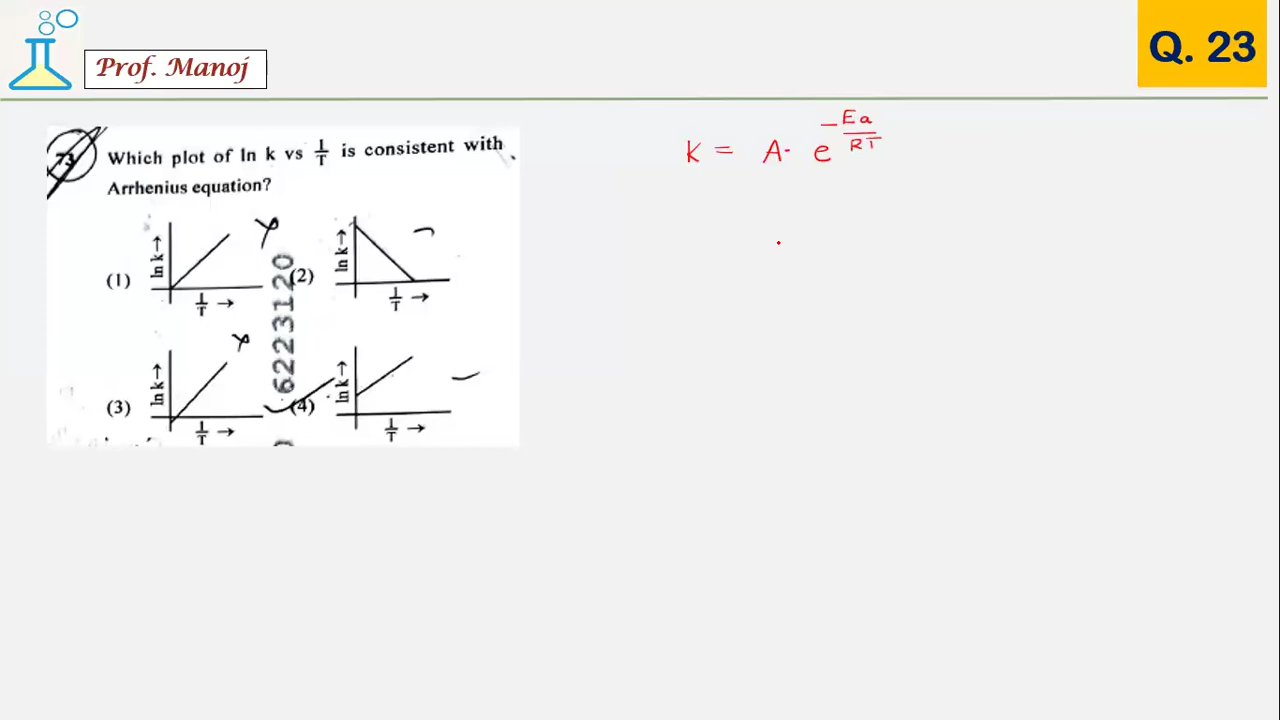 Prof. Manoj
Q. 23
73 Which plot of ln k vs 1/T is consistent with
Arrhenius equation?
(1) ln k → 1/T →
(2) ln k → 1/T →
(3) ln k → 1/T →
(4) ln k → 1/T →
6223120
K = A. e^(-Ea/RT)